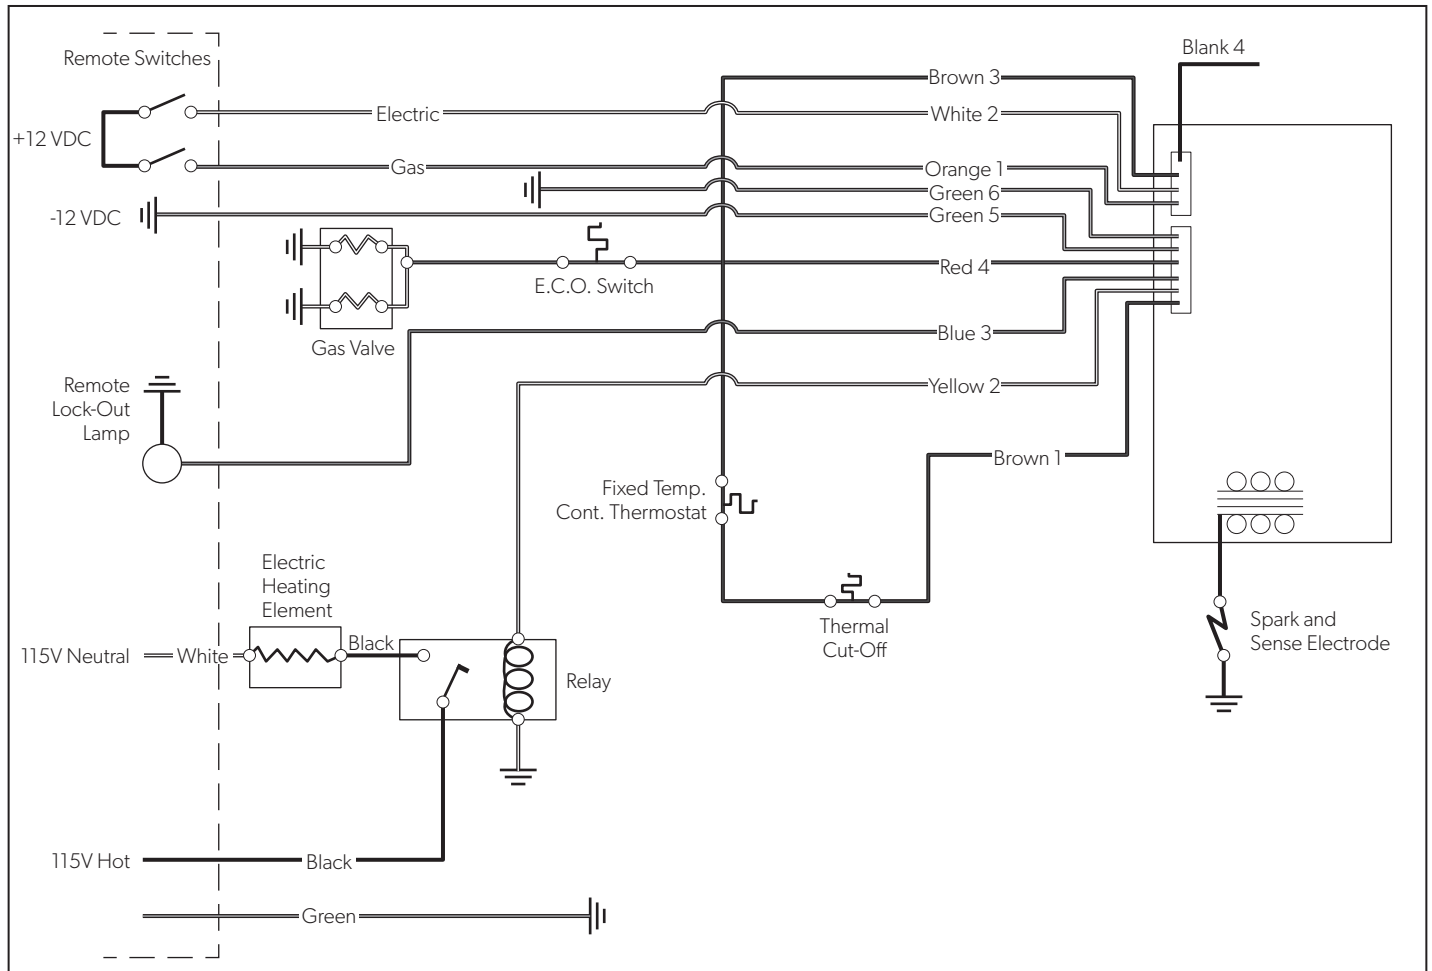 Remote Switches
Blank 4
Brown 3
+12 VDC
Electric
White 2
Gas
Orange 1
Green 6
-12 VDC
Green 5
Red 4
E.C.O. Switch
Gas Valve
Blue 3
Remote
Lock-Out
Lamp
Yellow 2
Brown 1
Fixed Temp.
Cont. Thermostat
Electric
Heating
Element
Thermal
Cut-Off
Spark and
Sense Electrode
115V Neutral
White
Black
Relay
115V Hot
Black
Green